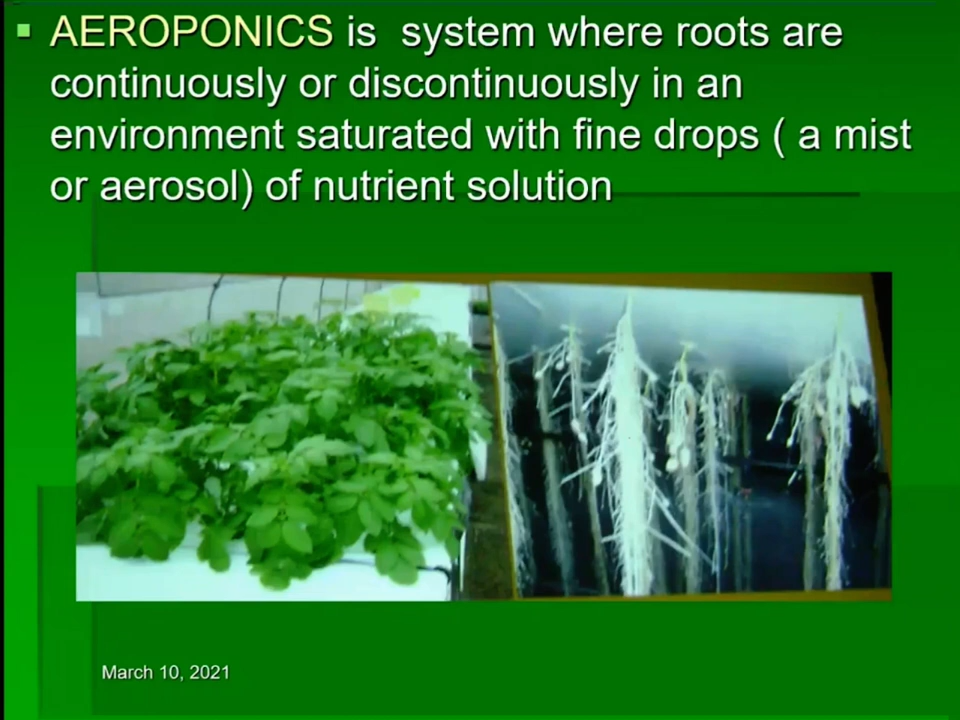 AEROPONICS is  system where roots are
continuously or discontinuously in an
environment saturated with fine drops ( a mist
or aerosol) of nutrient solution
March 10, 2021